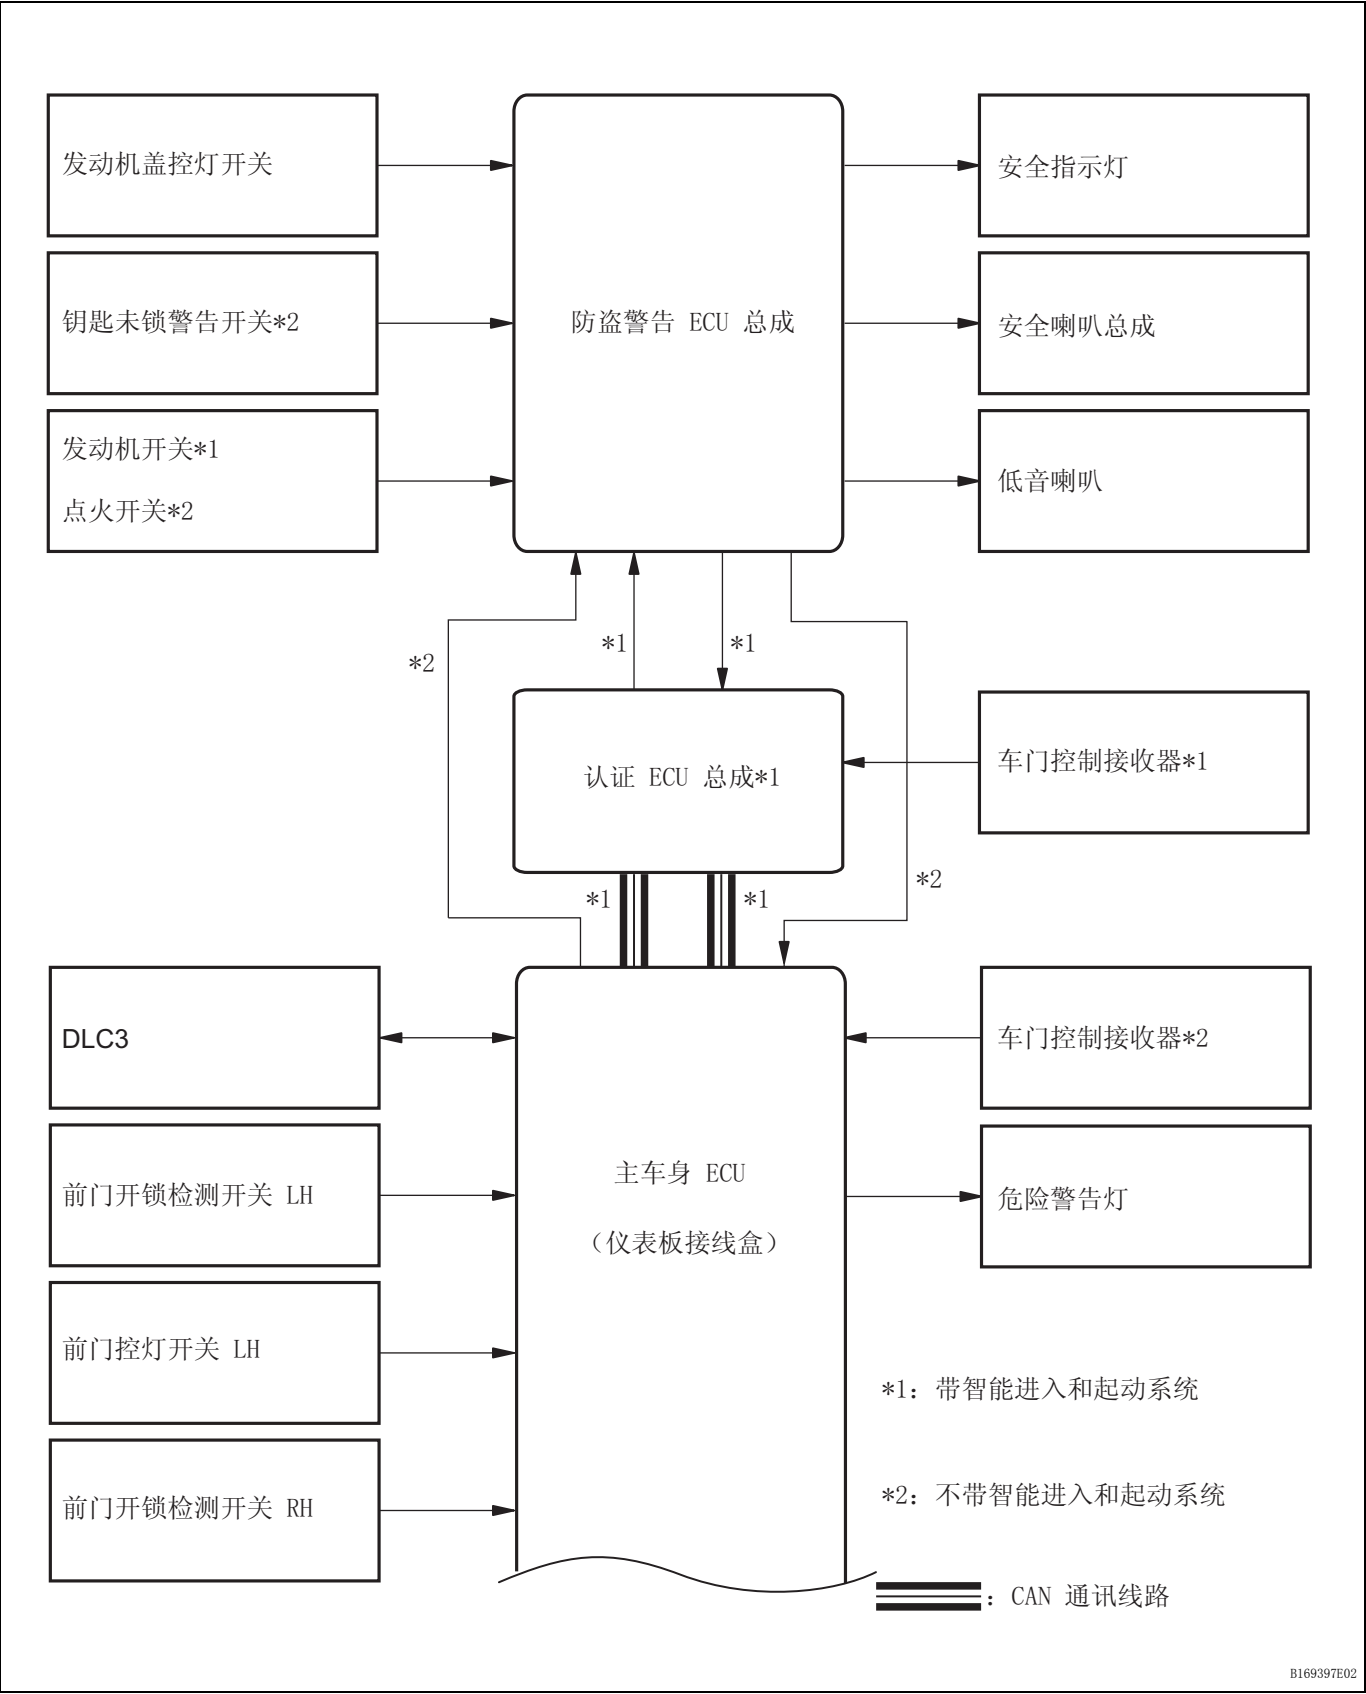 发动机盖控灯开关
防盗警告 ECU 总成
安全指示灯
钥匙未锁警告开关*2
安全喇叭总成
发动机开关*1
点火开关*2
低音喇叭
*2
*1
*1
认证 ECU 总成*1
车门控制接收器*1
*2
*1
*1
DLC3
车门控制接收器*2
主车身 ECU
（仪表板接线盒）
前门开锁检测开关 LH
危险警告灯
前门控灯开关 LH
前门开锁检测开关 RH
*1：带智能进入和起动系统
*2：不带智能进入和起动系统
：CAN 通讯线路
B169397E02